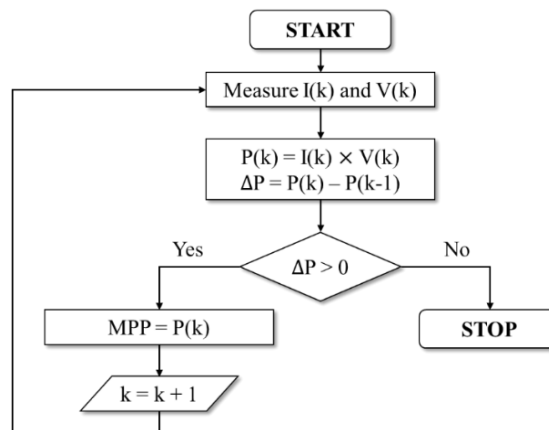 START
Measure I(k) and V(k)
P(k) = I(k) × V(k)
ΔP = P(k) – P(k-1)
Yes
ΔP > 0
No
MPP = P(k)
STOP
k = k + 1